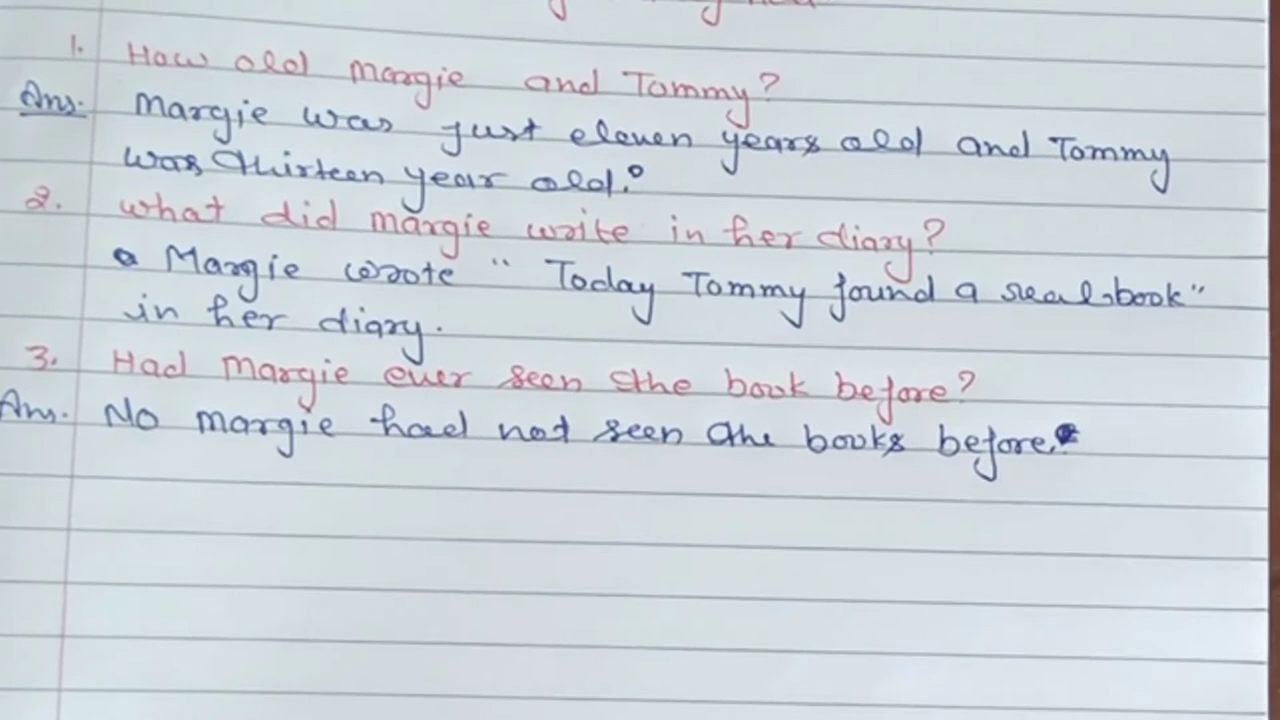 1. How old margie and Tommy?
Ans. Margie was just eleven years old and Tommy
was thirteen year old.
2. what did margie write in her diary?
Margie wrote " Today Tommy found a real book"
in her diary.
3. Had margie ever seen the book before?
Ans. No margie had not seen the books before.